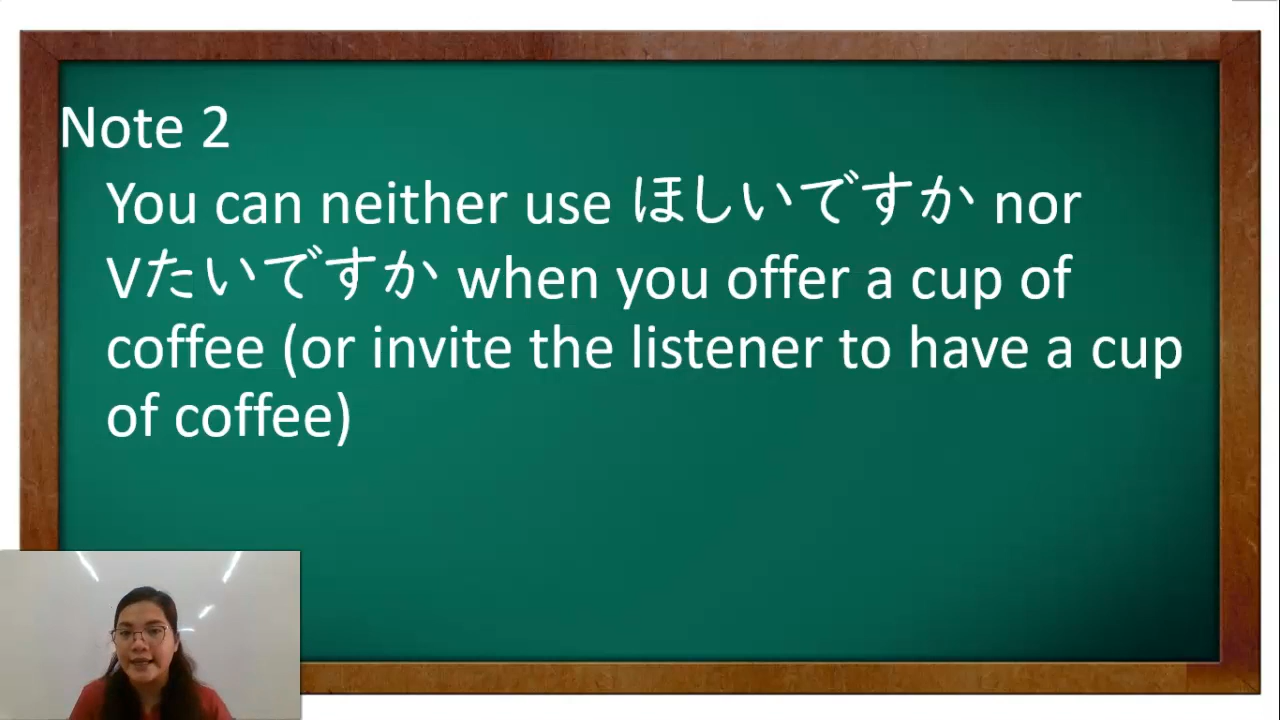 Note 2
You can neither use ほしいですか nor
Vたいですか when you offer a cup of
coffee (or invite the listener to have a cup
of coffee)